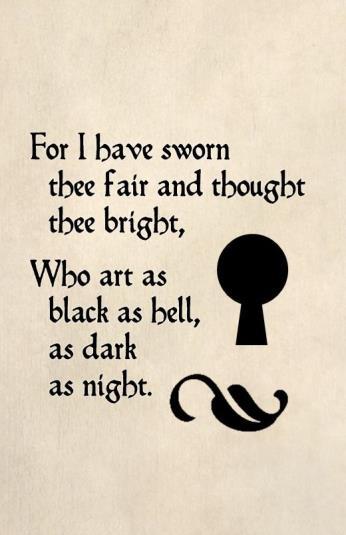 For I have sworn
thee fair and thought
thee bright,
Who art as
black as hell,
as dark
as night.